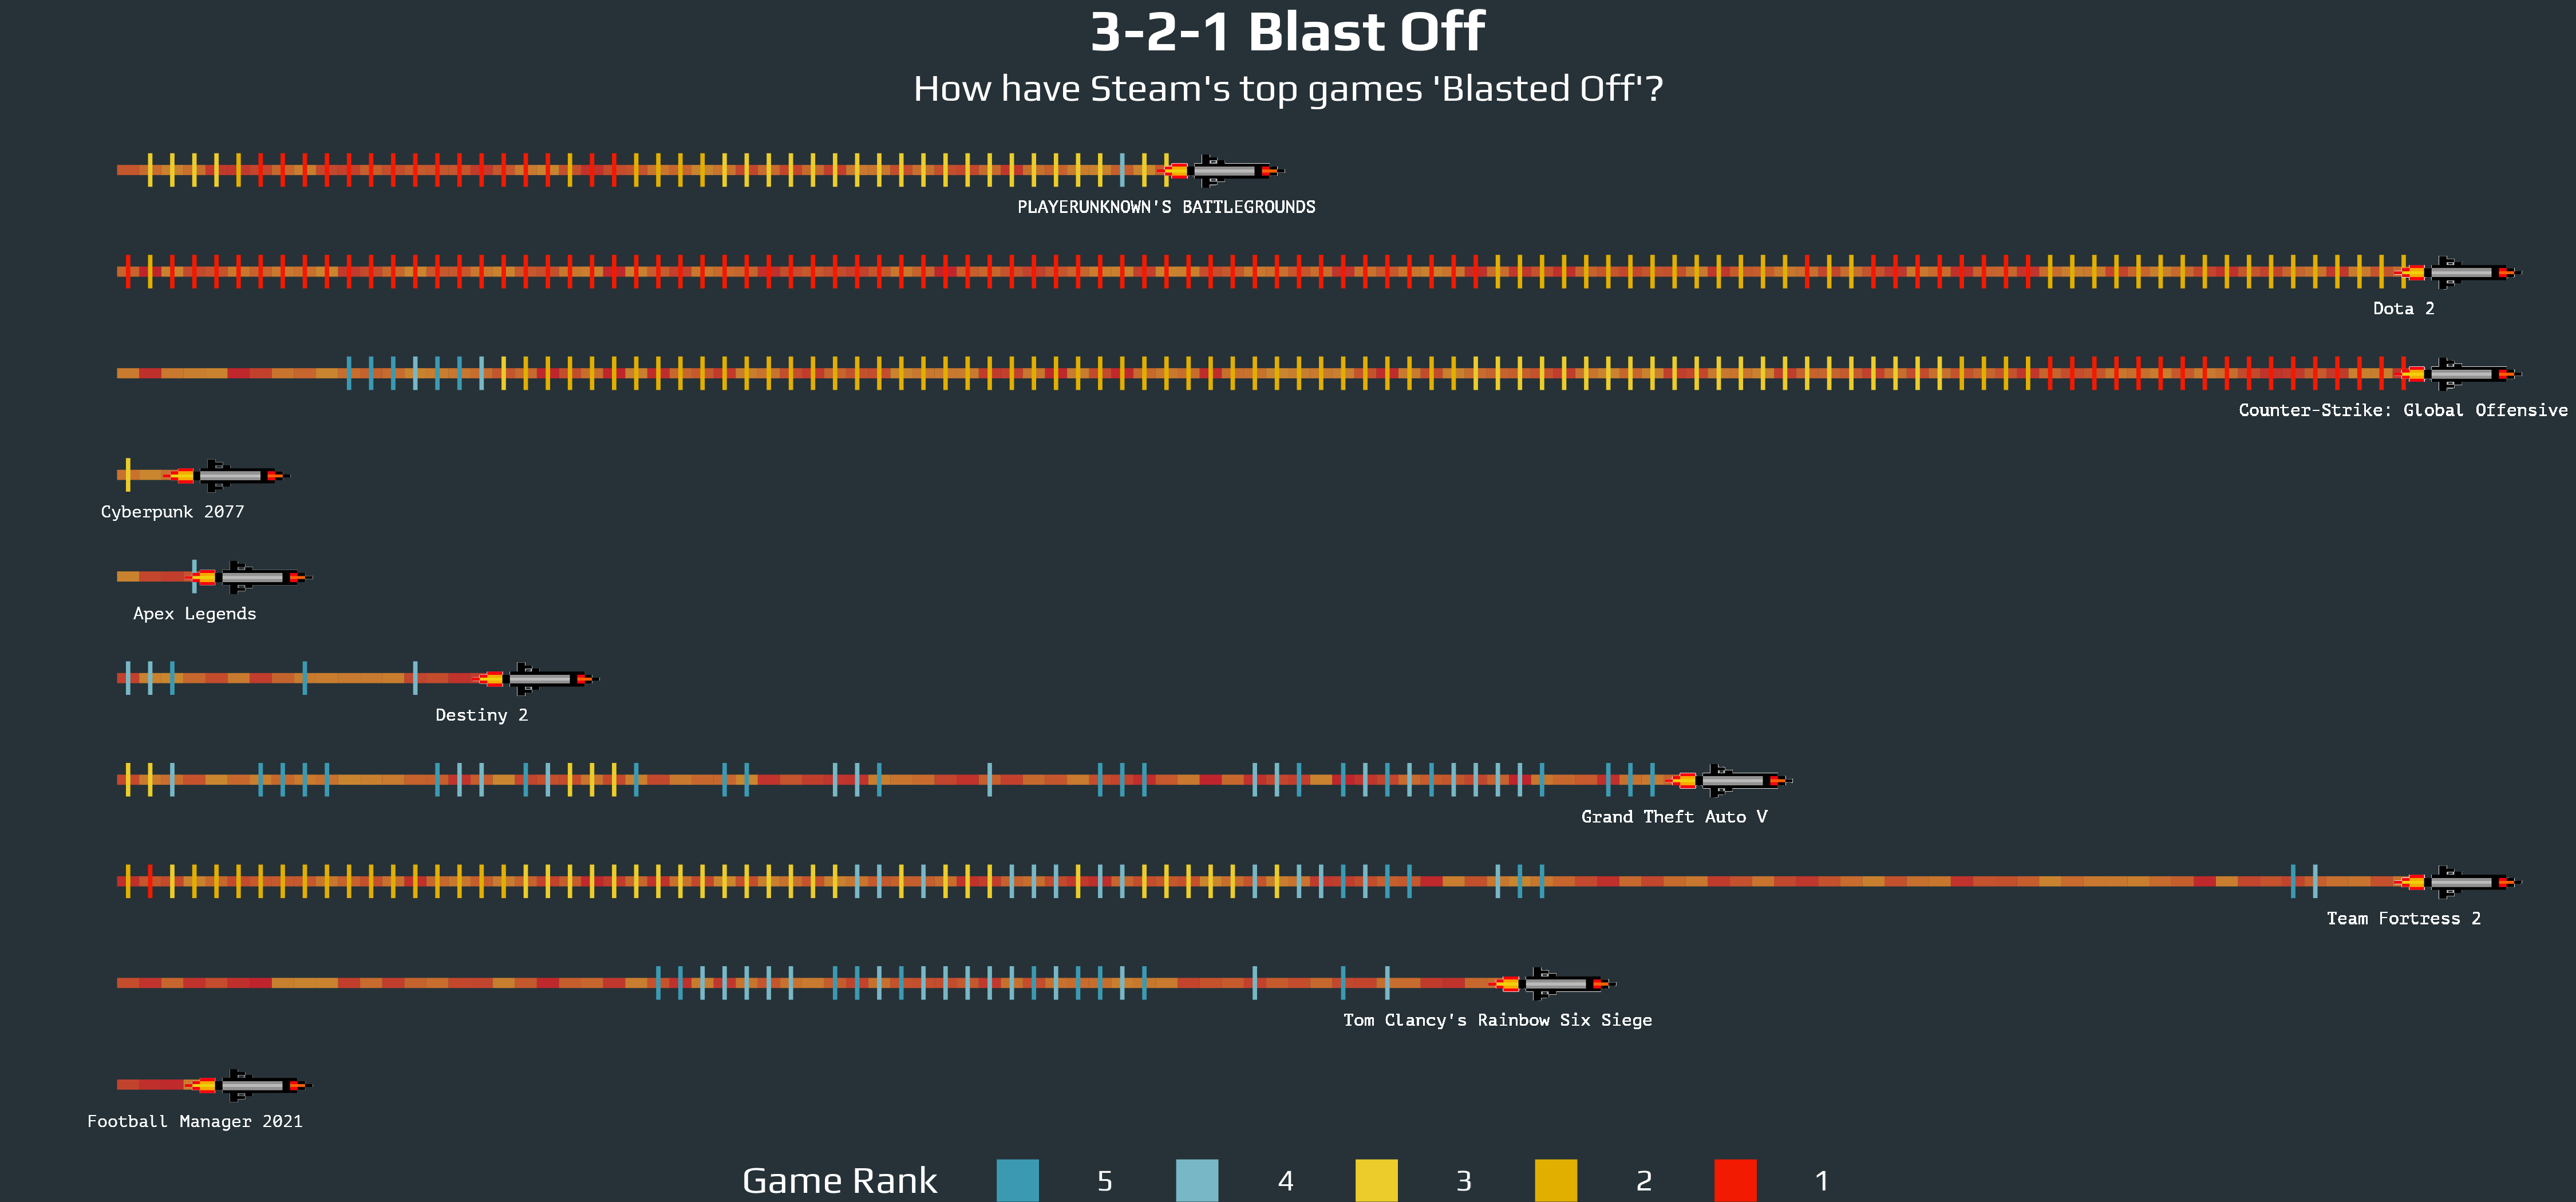 3-2-1 Blast Off
How have Steam's top games 'Blasted Off'?
PLAYERUNKNOWN'S BATTLEGROUNDS
Dota 2
Counter-Strike: Global Offensive
Cyberpunk 2077
Apex Legends
Destiny 2
Grand Theft Auto V
Team Fortress 2
Tom Clancy's Rainbow Six Siege
Football Manager 2021
Game Rank 5 4 3 2 1